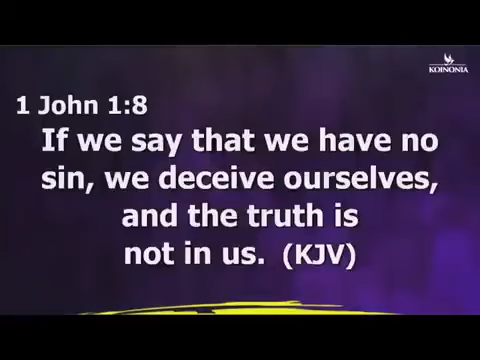 KOINONIA
1 John 1:8
If we say that we have no
sin, we deceive ourselves,
and the truth is
not in us. (KJV)